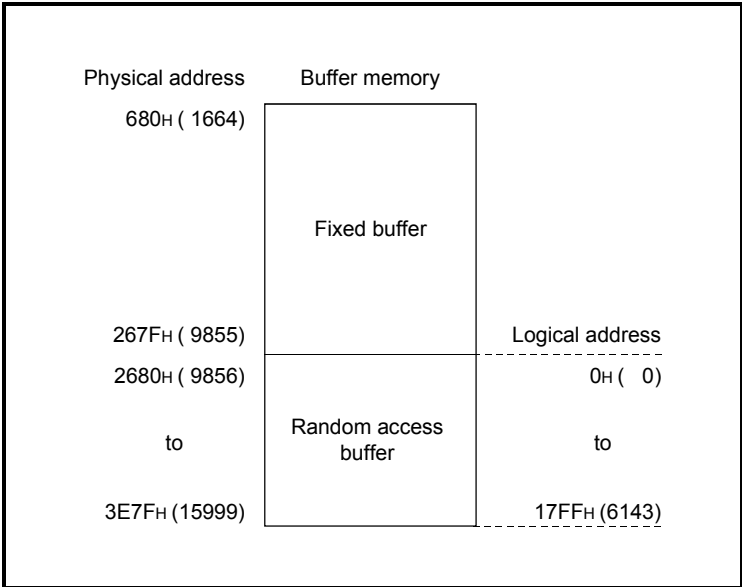 Physical address Buffer memory
680H ( 1664)
Fixed buffer
267FH ( 9855) Logical address
2680H ( 9856) 0H ( 0)
Random access
to buffer to
3E7FH (15999) 17FFH (6143)